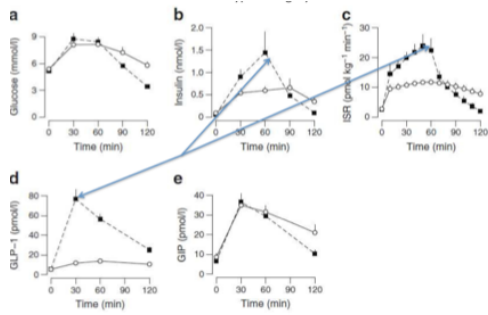 a
9
6
3
0
Glucose (mmol/l)
0 30 60 90 120
Time (min)
b
2.0
1.5
1.0
0.5
0.0
Insulin (nmol/l)
0 30 60 90 120
Time (min)
c
30
20
10
0
ISR (pmol kg⁻¹ min⁻¹)
0 30 60 90 120
Time (min)
d
80
60
40
20
0
GLP–1 (pmol/l)
0 30 60 90 120
Time (min)
e
40
30
20
10
0
GIP (pmol/l)
0 30 60 90 120
Time (min)